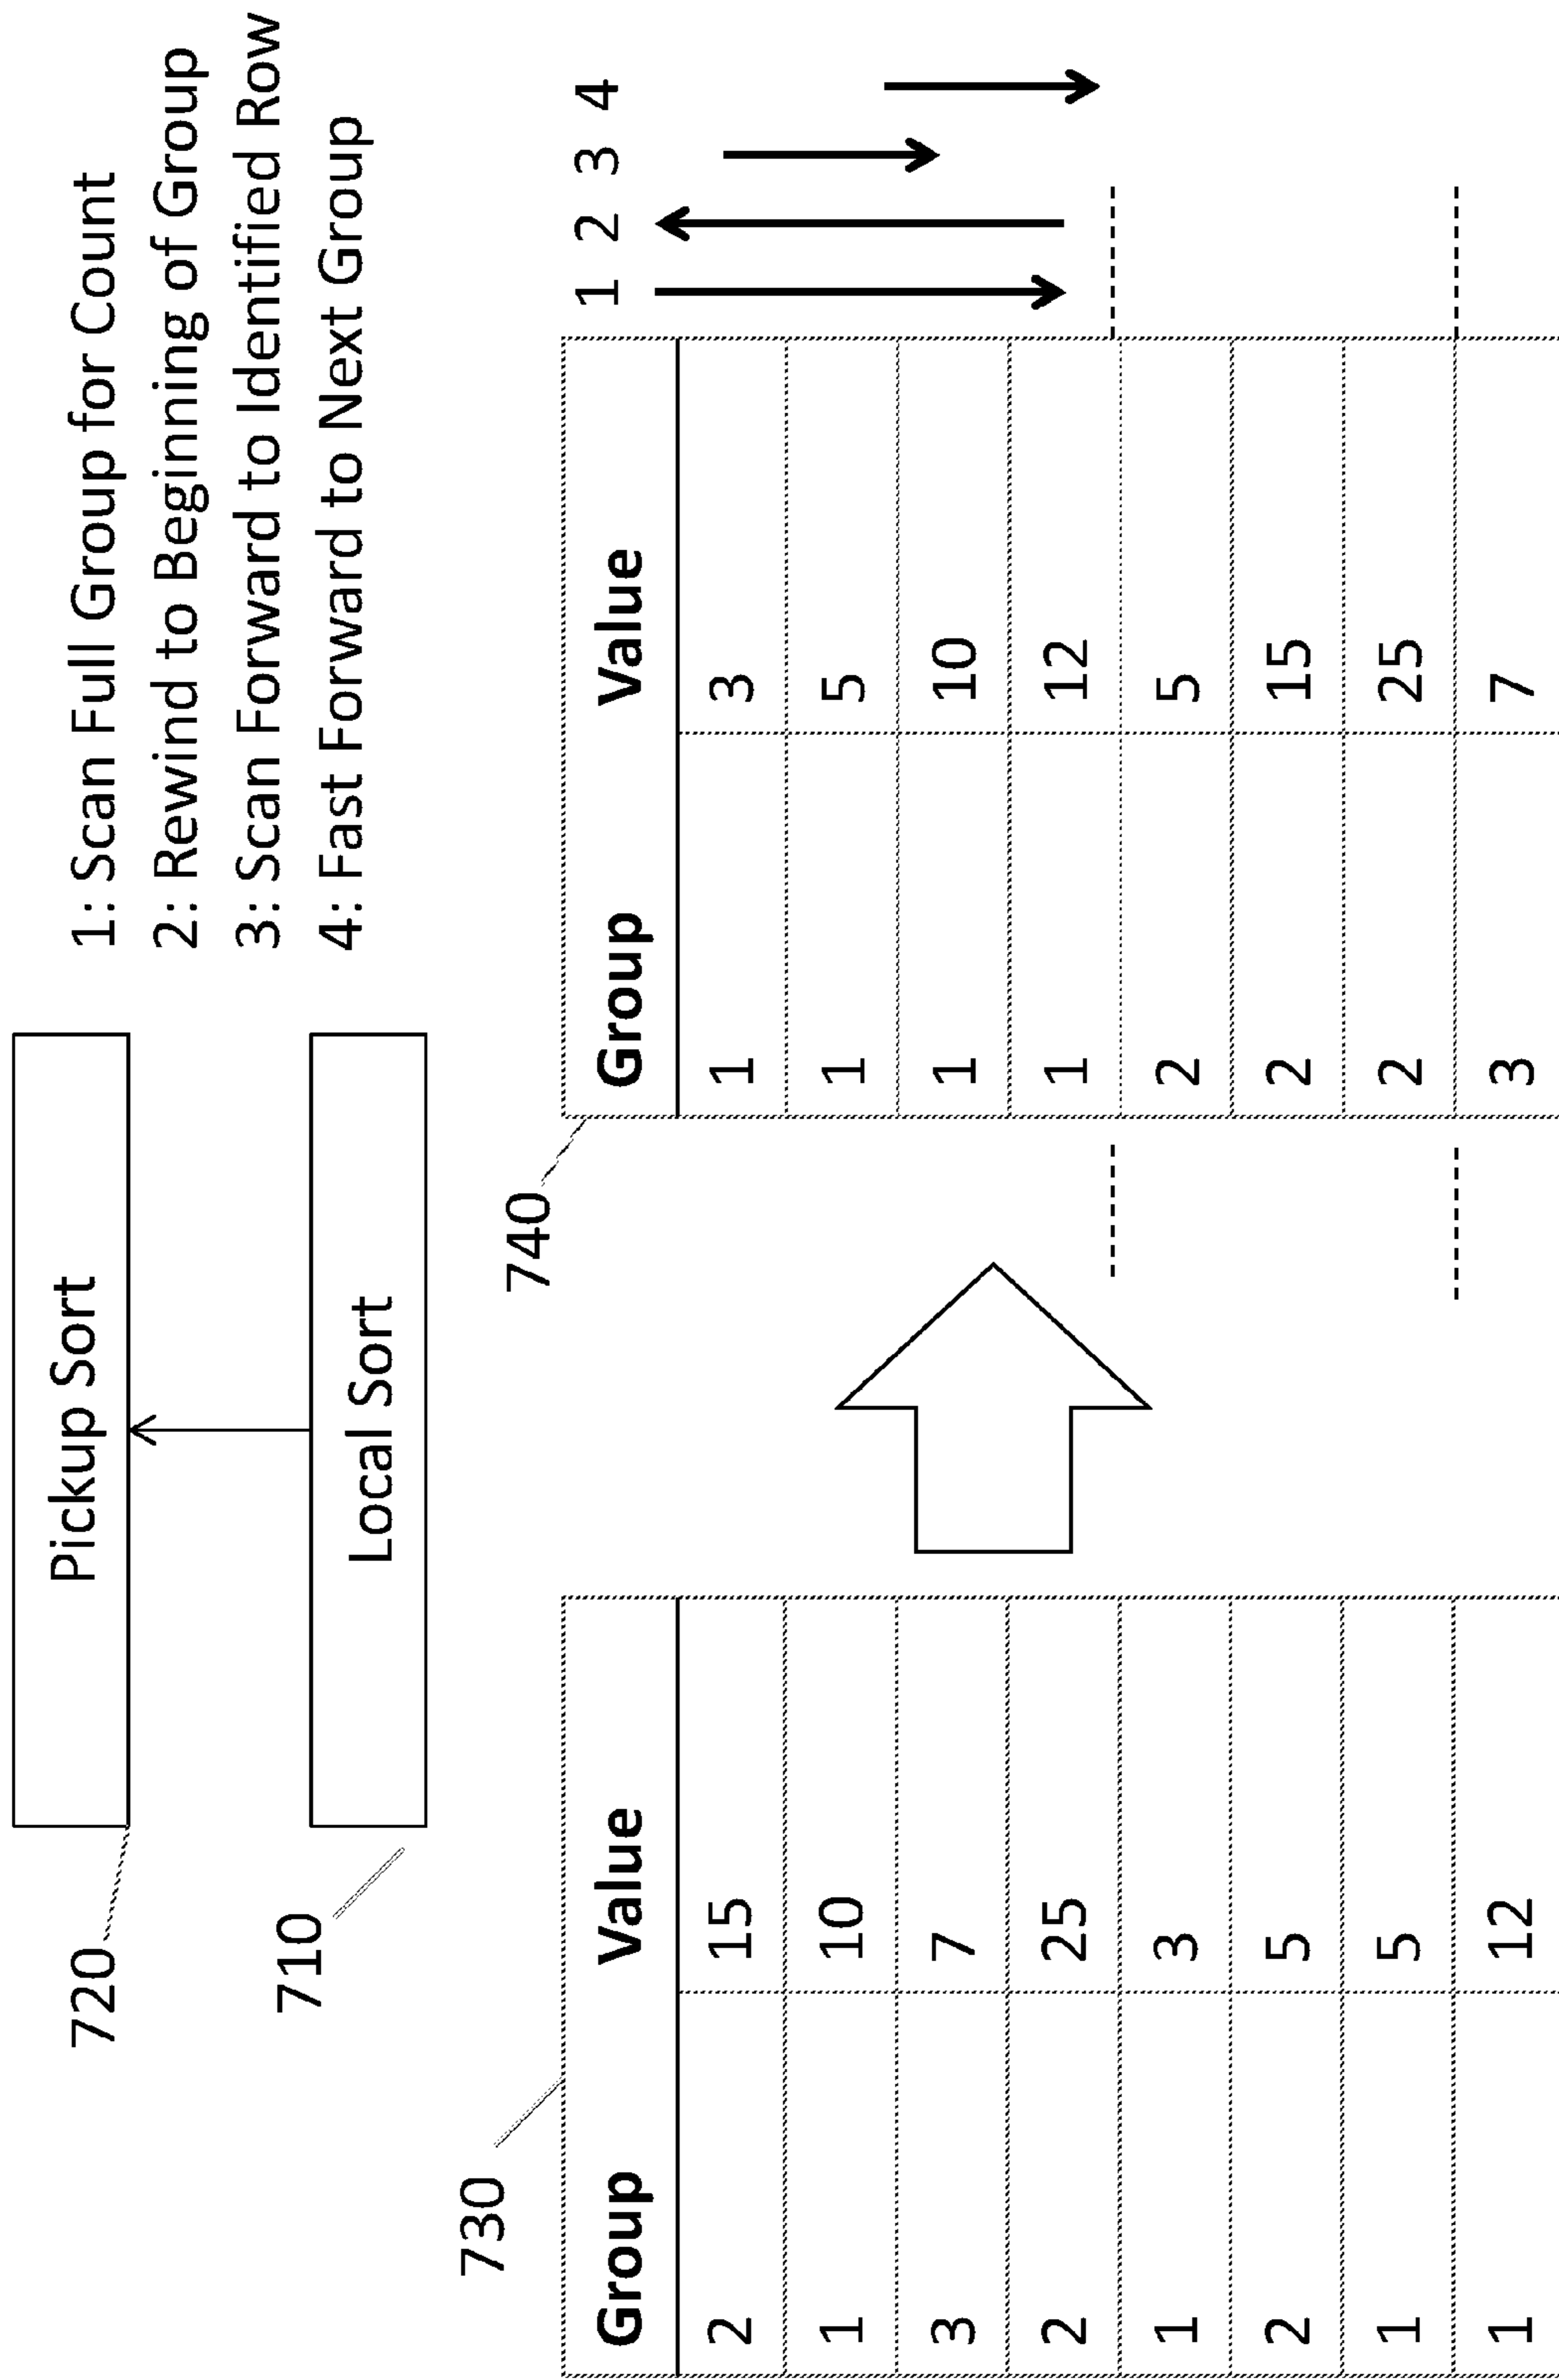 720
Pickup Sort
1: Scan Full Group for Count
2: Rewind to Beginning of Group
3: Scan Forward to Identified Row
4: Fast Forward to Next Group
710
Local Sort
730
Group Value
2 15
1 10
3 7
2 25
1 3
2 5
1 5
1 12
740
Group Value
1 3
1 5
1 10
1 12
2 5
2 15
2 25
3 7
1 2 3 4